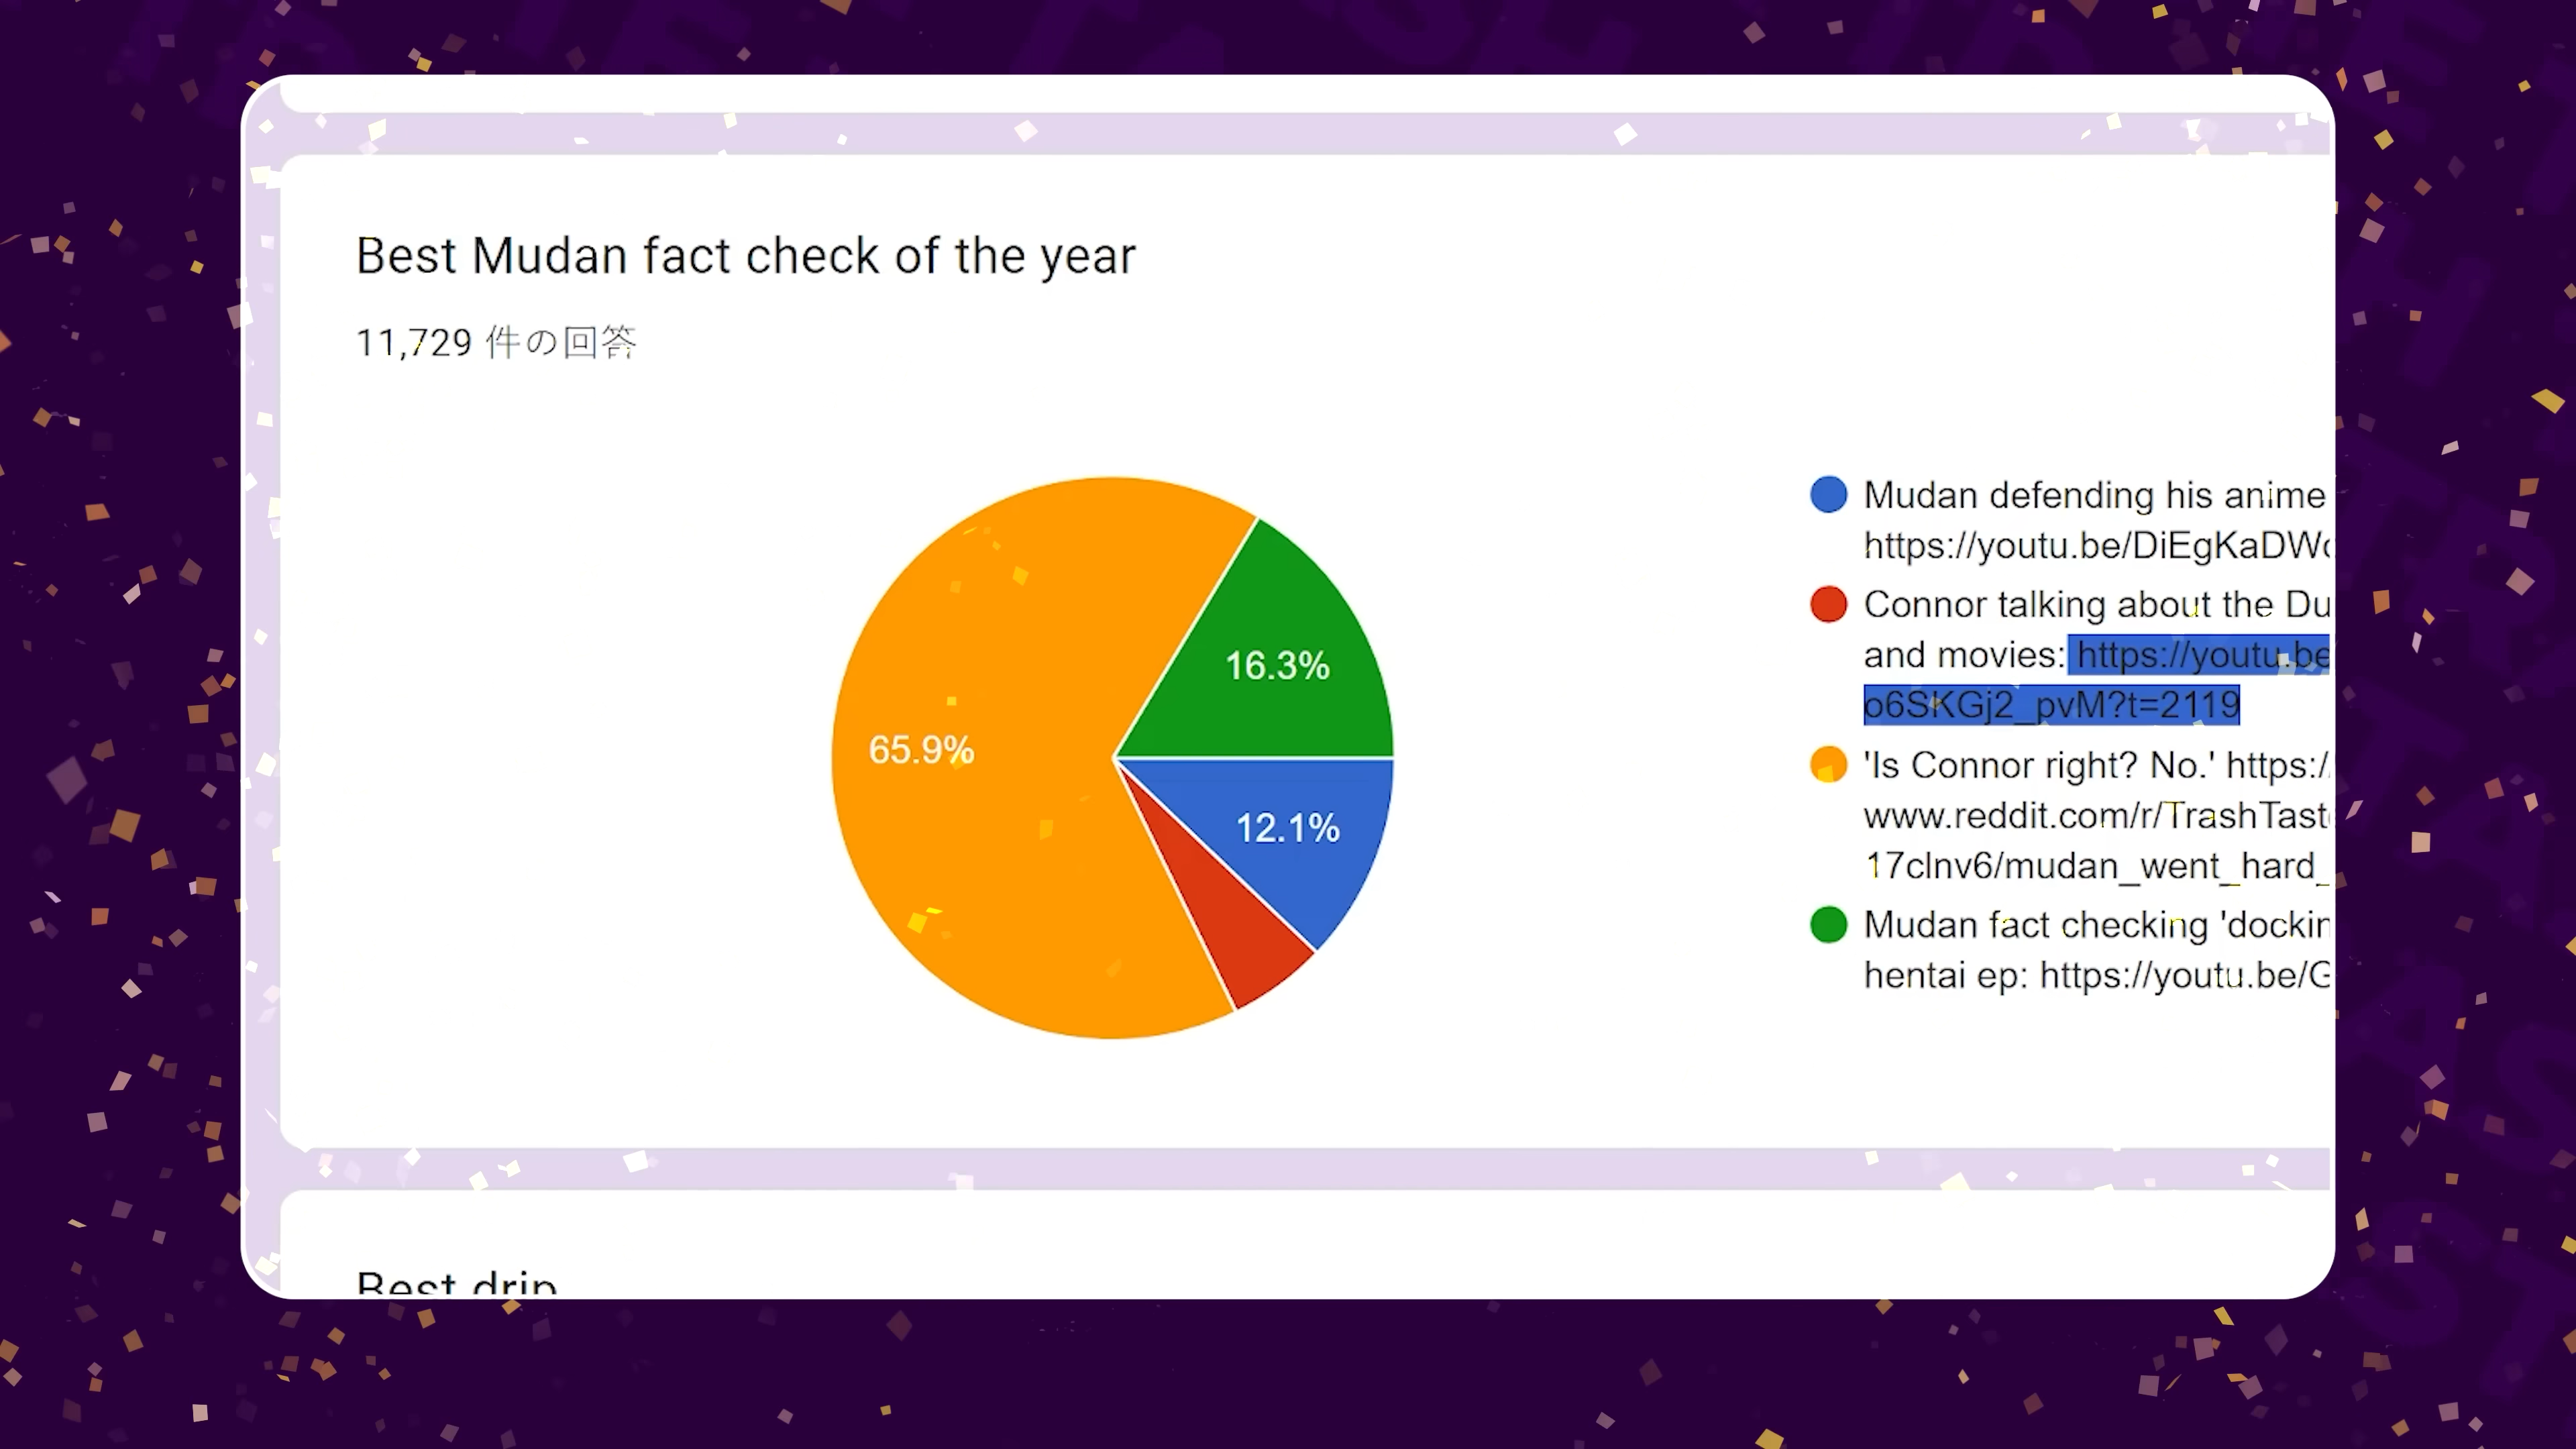 Best Mudan fact check of the year
11,729 件の回答
65.9%
16.3%
12.1%
Mudan defending his anime
https://youtu.be/DiEgKaDW
Connor talking about the Du
and movies: https://youtu.be
o6SKGj2_pvM?t=2119
'Is Connor right? No.' https:/
www.reddit.com/r/TrashTast
17clnv6/mudan_went_hard_
Mudan fact checking 'dockin
hentai ep: https://youtu.be/G
Best drip